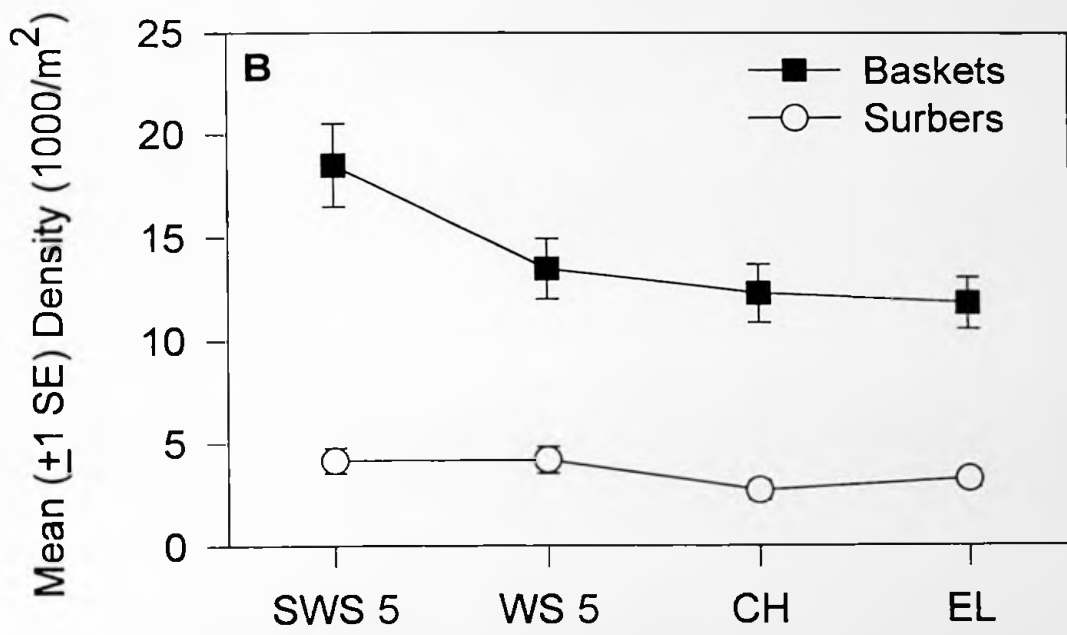 Mean (±1 SE) Density (1000/m²)
25
20
15
10
5
0
B
Baskets
Surbers
SWS 5
WS 5
CH
EL